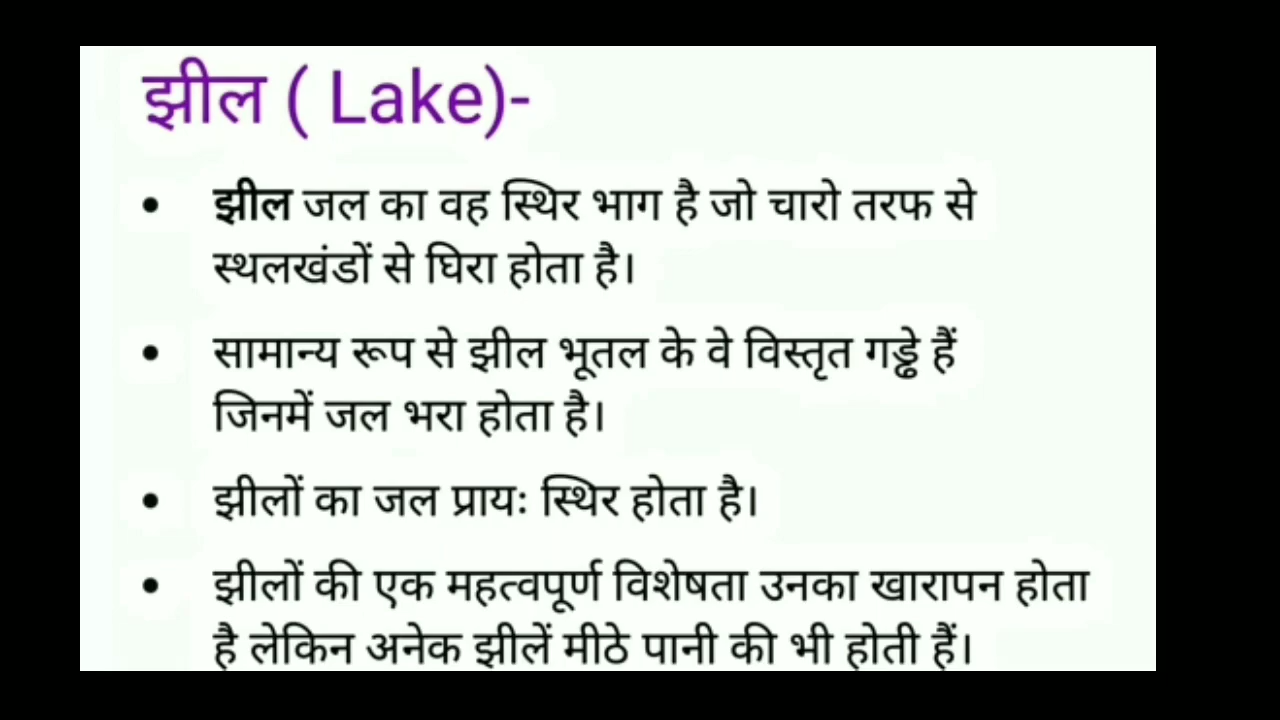 झील ( Lake)-
• झील जल का वह स्थिर भाग है जो चारो तरफ से
स्थलखंडों से घिरा होता है।
• सामान्य रूप से झील भूतल के वे विस्तृत गड्ढे हैं
जिनमें जल भरा होता है।
• झीलों का जल प्रायः स्थिर होता है।
• झीलों की एक महत्वपूर्ण विशेषता उनका खारापन होता
है लेकिन अनेक झीलें मीठे पानी की भी होती हैं।